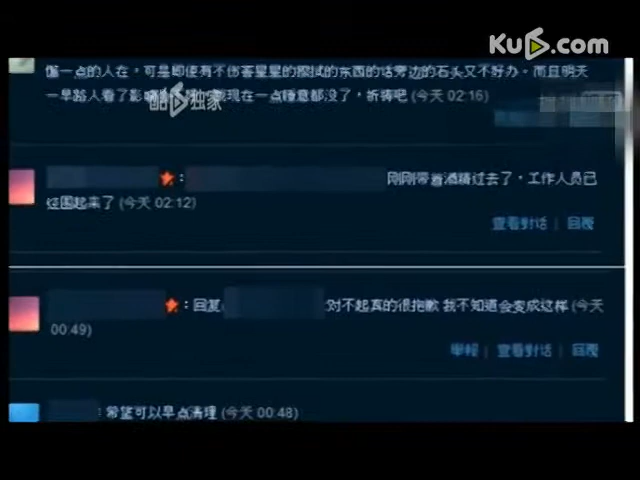 Ku6.com
一点的人在，可是即使有不伤害星星的擦拭的东西的话旁边的石头又不好办。而且明天
一早路人看了影 现在一点睡意都没了，祈祷吧 (今天 02:16)
酷6独家
： 刚刚带着酒精过去了，工作人员已
经围起来了 (今天 02:12)
查看对话 | 回覆
：回复 对不起真的很抱歉 我不知道会变成这样 (今天
00:49)
举报 | 查看對话 | 回覆
：希望可以早点清理 (今天 00:48)